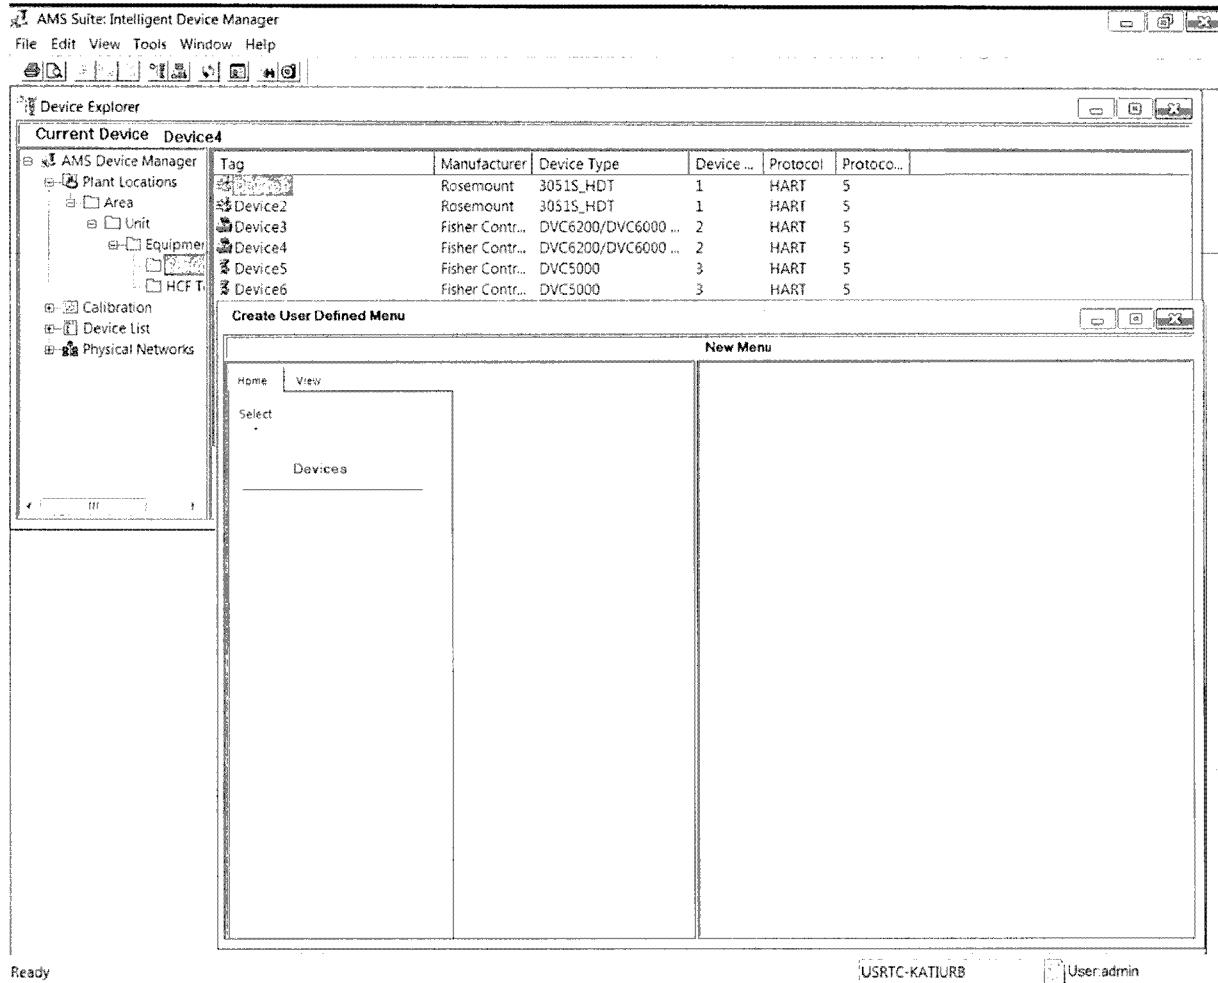 AMS Suite: Intelligent Device Manager
File Edit View Tools Window Help
Device Explorer
Current Device Device4
AMS Device Manager
Plant Locations
Area
Unit
Equipmen
HCF T
Calibration
Device List
Physical Networks
Tag Manufacturer Device Type Device ... Protocol Protoco...
Rosemount 3051S_HDT 1 HART 5
Device2 Rosemount 3051S_HDT 1 HART 5
Device3 Fisher Contr... DVC6200/DVC6000 ... 2 HART 5
Device4 Fisher Contr... DVC6200/DVC6000 ... 2 HART 5
Device5 Fisher Contr... DVC5000 3 HART 5
Device6 Fisher Contr... DVC5000 3 HART 5
Create User Defined Menu
New Menu
Home View
Select
Devices
Ready USRTC-KATIURB User:admin